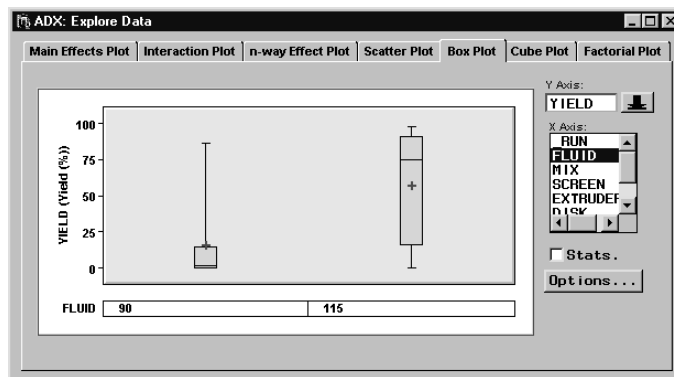 ADX: Explore Data
Main Effects Plot Interaction Plot n-way Effect Plot Scatter Plot Box Plot Cube Plot Factorial Plot
YIELD (Yield (%))
100
75
50
25
0
FLUID 90 115
Y Axis:
YIELD
X Axis:
_RUN
FLUID
MIX
SCREEN
EXTRUDER
DISK
Stats.
Options...